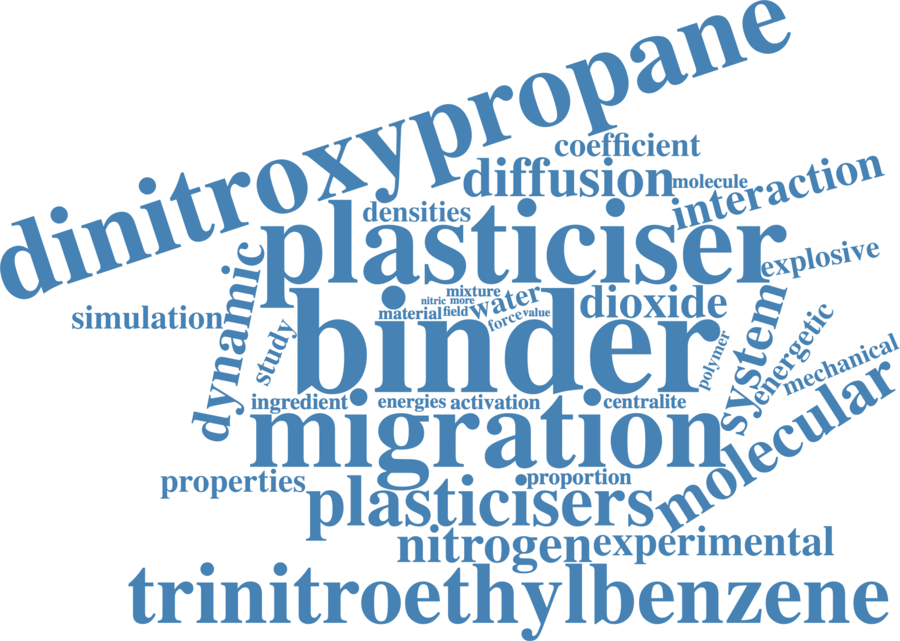 dinitroxypropane
coefficient
diffusion
molecule
interaction
densities
plasticiser
explosive
dynamic
simulation
study
mixture
nitric
more
water
material
field
force
value
dioxide
binder
system
energetic
polymer
mechanical
ingredient
energies
activation
centralite
migration
molecular
properties
proportion
plasticisers
nitrogen
experimental
trinitroethylbenzene